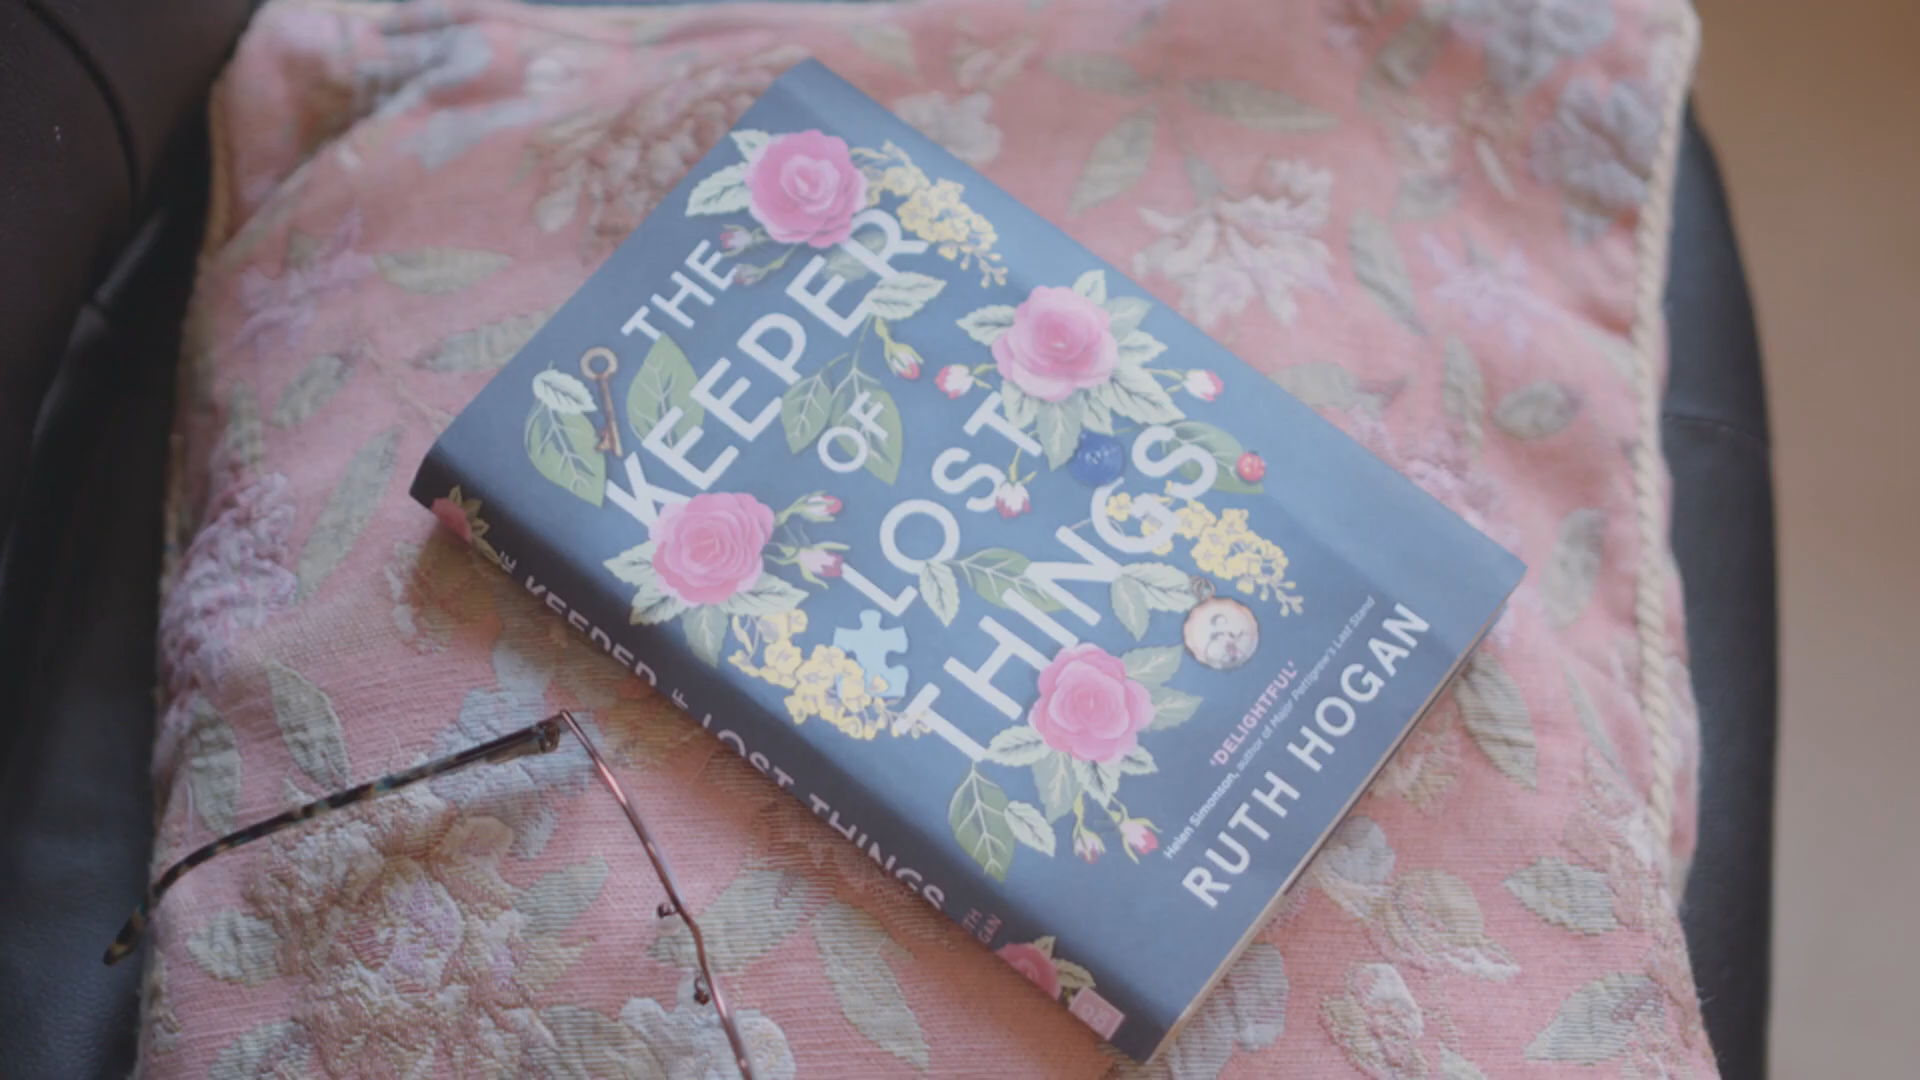 THE
KEEPER
OF
LOST
THINGS
'DELIGHTFUL'
Helen Simonson, author of Major Pettigrew's Last Stand
RUTH HOGAN
THE KEEPER OF LOST THINGS